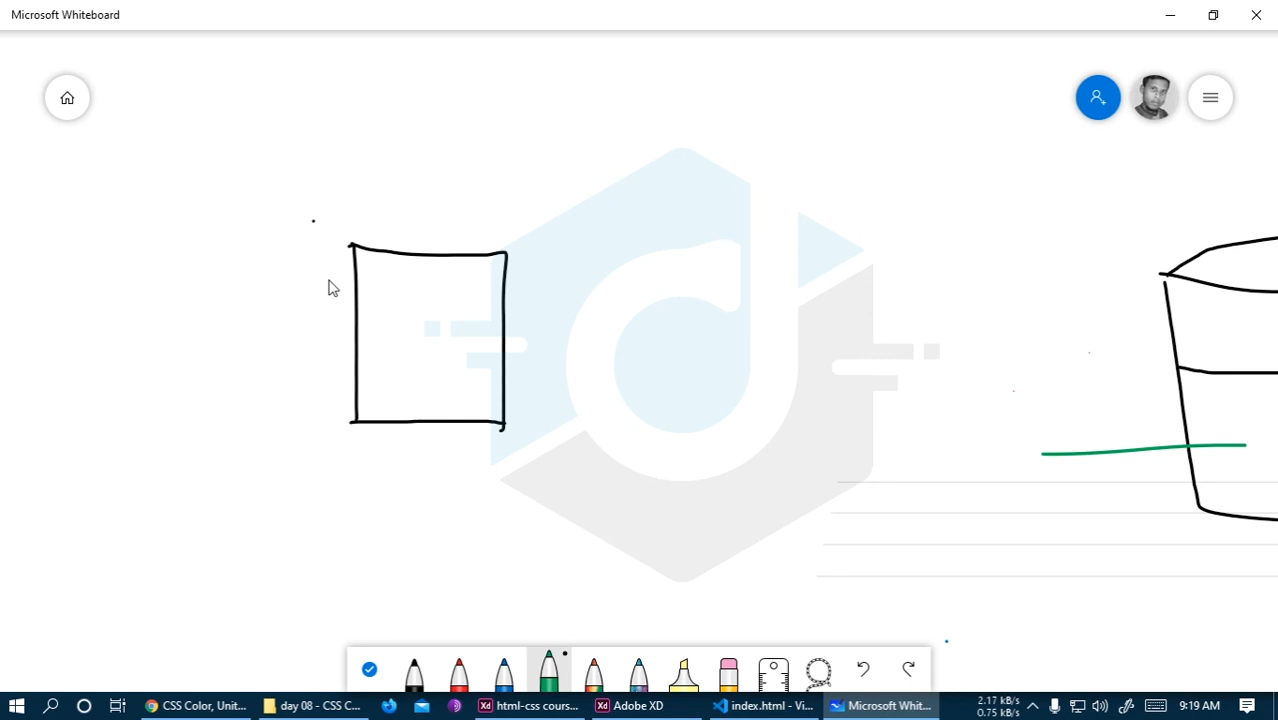 Microsoft Whiteboard
CSS Color, Unit...
day 08 - CSS C...
html-css cours...
Adobe XD
index.html - Vi...
Microsoft Whit...
2.17 kB/s
0.75 kB/s
9:19 AM